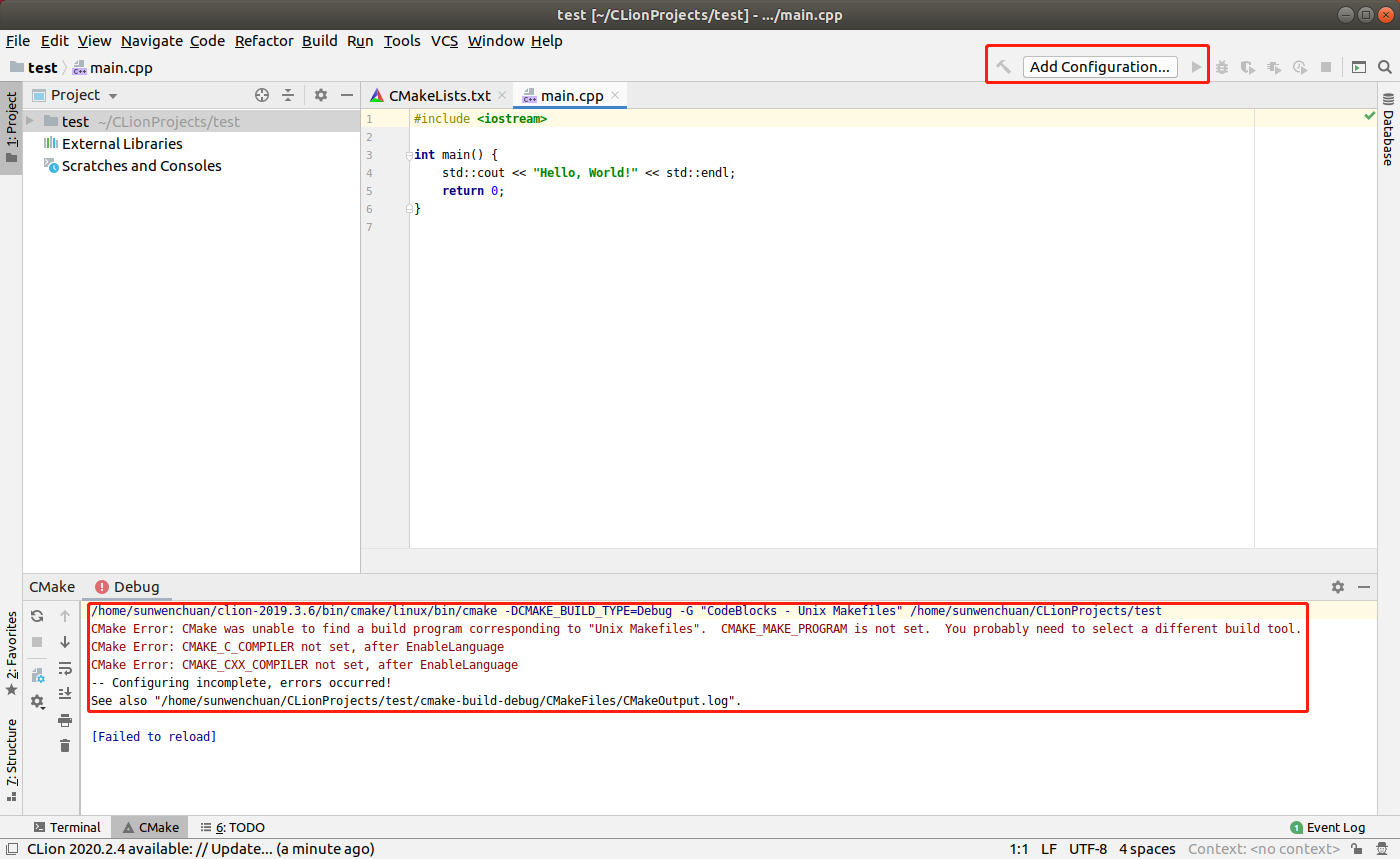 test [~/CLionProjects/test] - .../main.cpp
File Edit View Navigate Code Refactor Build Run Tools VCS Window Help
test main.cpp
Add Configuration...
1: Project
Project
CMakeLists.txt
main.cpp
Database
test ~/CLionProjects/test
External Libraries
Scratches and Consoles
1 #include <iostream>
2
3 int main() {
4 std::cout << "Hello, World!" << std::endl;
5 return 0;
6 }
7
CMake Debug
/home/sunwenchuan/clion-2019.3.6/bin/cmake/linux/bin/cmake -DCMAKE_BUILD_TYPE=Debug -G "CodeBlocks - Unix Makefiles" /home/sunwenchuan/CLionProjects/test
CMake Error: CMake was unable to find a build program corresponding to "Unix Makefiles".  CMAKE_MAKE_PROGRAM is not set.  You probably need to select a different build tool.
CMake Error: CMAKE_C_COMPILER not set, after EnableLanguage
CMake Error: CMAKE_CXX_COMPILER not set, after EnableLanguage
-- Configuring incomplete, errors occurred!
See also "/home/sunwenchuan/CLionProjects/test/cmake-build-debug/CMakeFiles/CMakeOutput.log".
[Failed to reload]
2: Favorites
7: Structure
Terminal CMake 6: TODO
1 Event Log
CLion 2020.2.4 available: // Update... (a minute ago)
1:1 LF UTF-8 4 spaces Context: <no context>